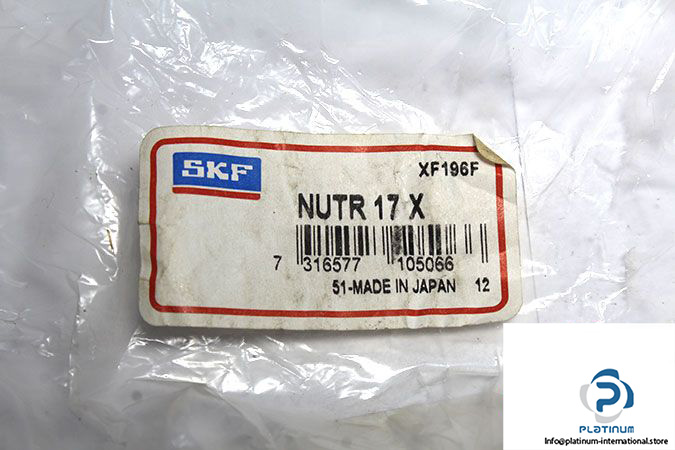 SKF
XF196F
NUTR 17 X
7 316577 105066
51-MADE IN JAPAN 12
PLATINUM
Info@platinum-international.store